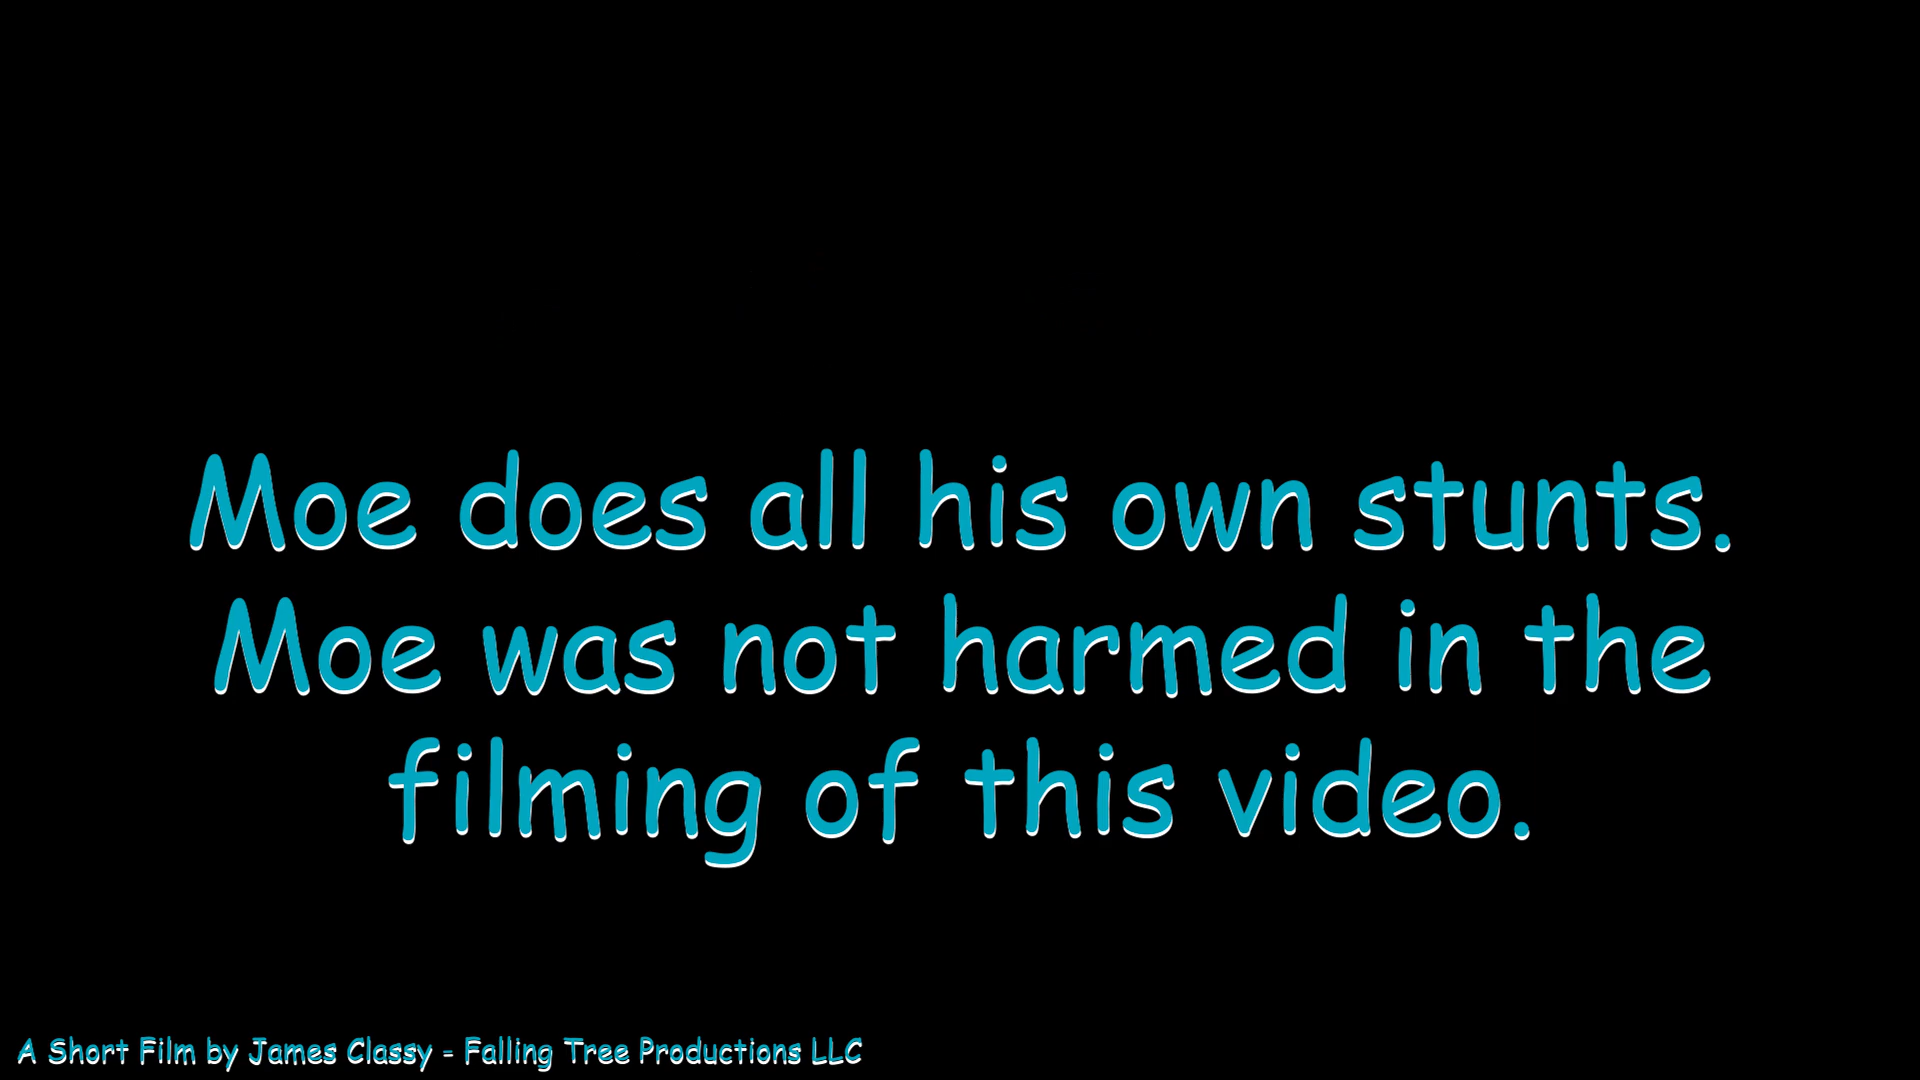 Moe does all his own stunts.
Moe was not harmed in the
filming of this video.
A Short Film by James Classy - Falling Tree Productions LLC